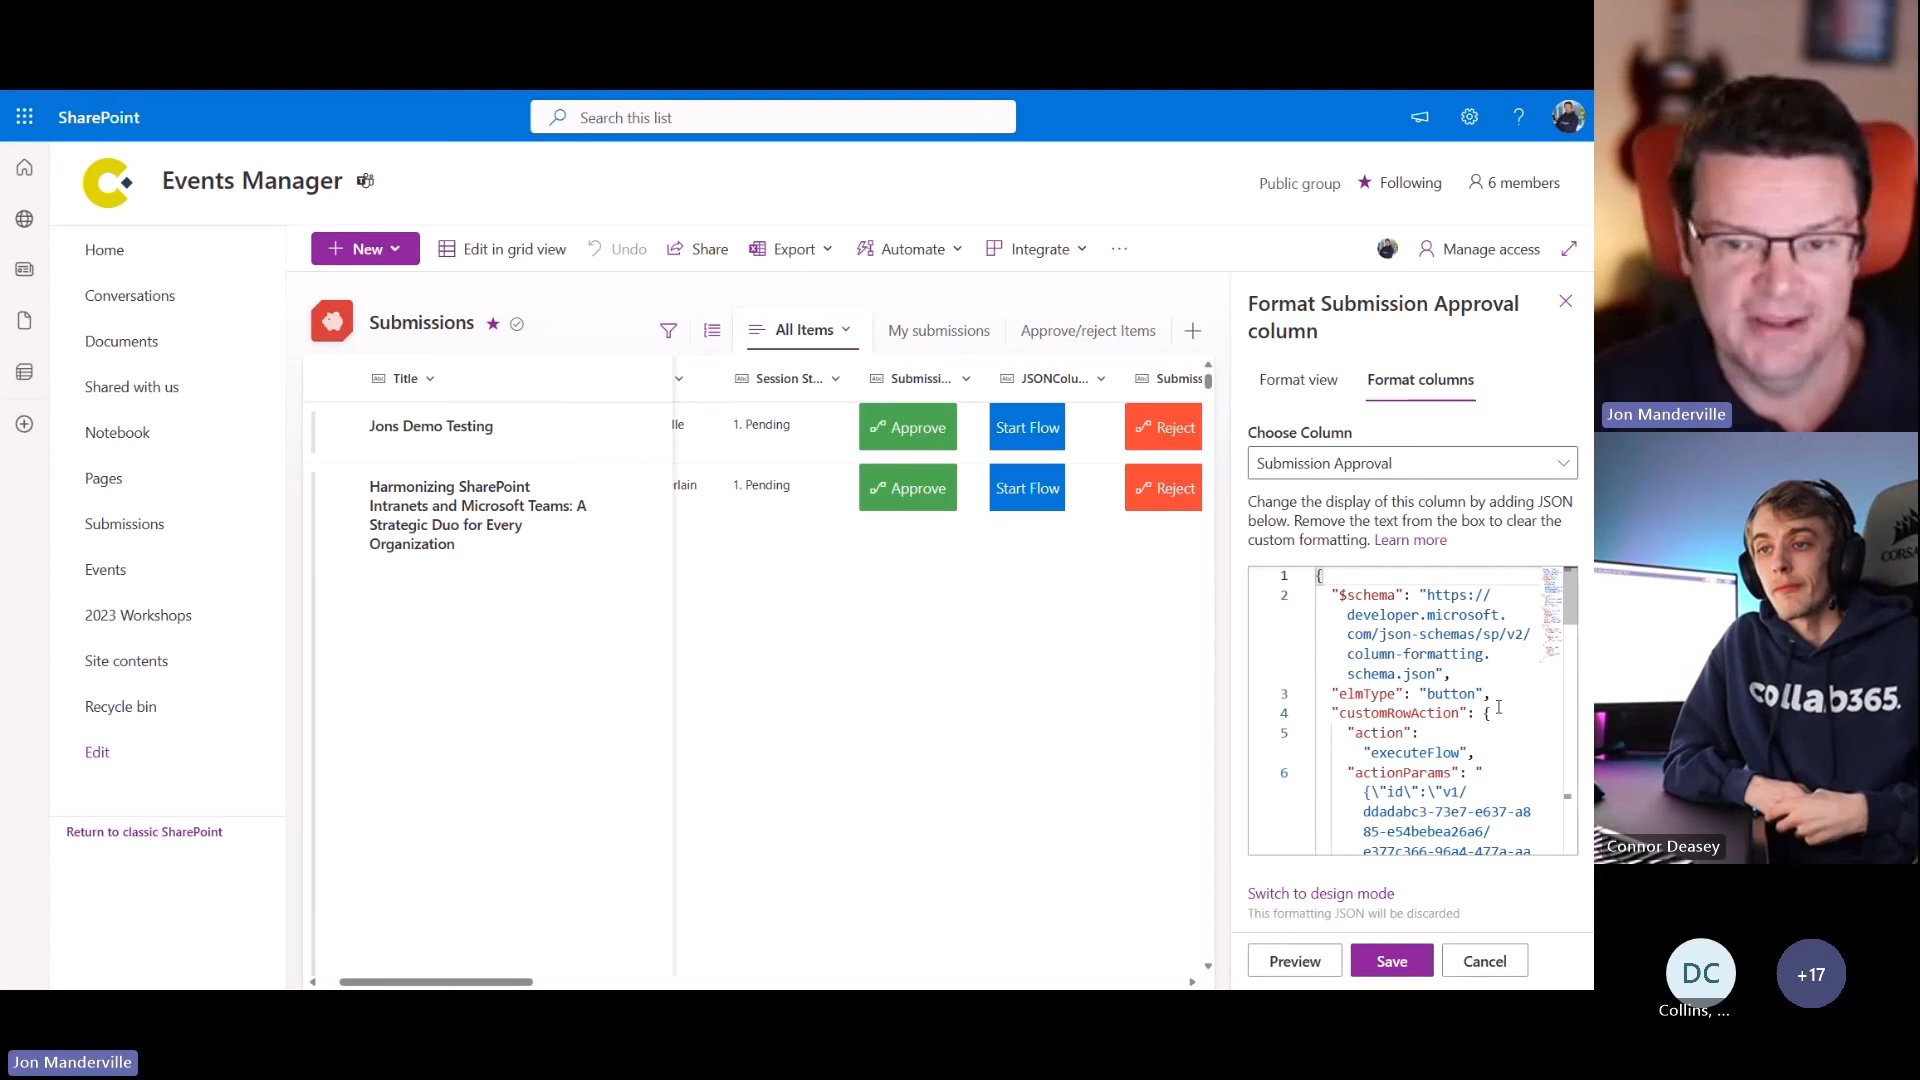 SharePoint
Search this list
Events Manager
Public group
Following
6 members
Home
Conversations
Documents
Shared with us
Notebook
Pages
Submissions
Events
2023 Workshops
Site contents
Recycle bin
Edit
Return to classic SharePoint
New
Edit in grid view
Undo
Share
Export
Automate
Integrate
Manage access
Submissions
All Items
My submissions
Approve/reject Items
Title
Session St...
Submissi...
JSONColu...
Submiss
Jons Demo Testing
lle
1. Pending
Approve
Start Flow
Reject
Harmonizing SharePoint
Intranets and Microsoft Teams: A
Strategic Duo for Every
Organization
rlain
1. Pending
Approve
Start Flow
Reject
Format Submission Approval
column
Format view
Format columns
Choose Column
Submission Approval
Change the display of this column by adding JSON
below. Remove the text from the box to clear the
custom formatting. Learn more
1 {
2 "$schema": "https://
developer.microsoft.
com/json-schemas/sp/v2/
column-formatting.
schema.json",
3 "elmType": "button",
4 "customRowAction": {
5 "action":
"executeFlow",
6 "actionParams": "
{\"id\":\"v1/
ddadabc3-73e7-e637-a8
85-e54bebea26a6/
e377c366-96a4-477a-aa
Switch to design mode
This formatting JSON will be discarded
Preview
Save
Cancel
Jon Manderville
CORSA
collab365.
Connor Deasey
DC
Collins, ...
+17
Jon Manderville